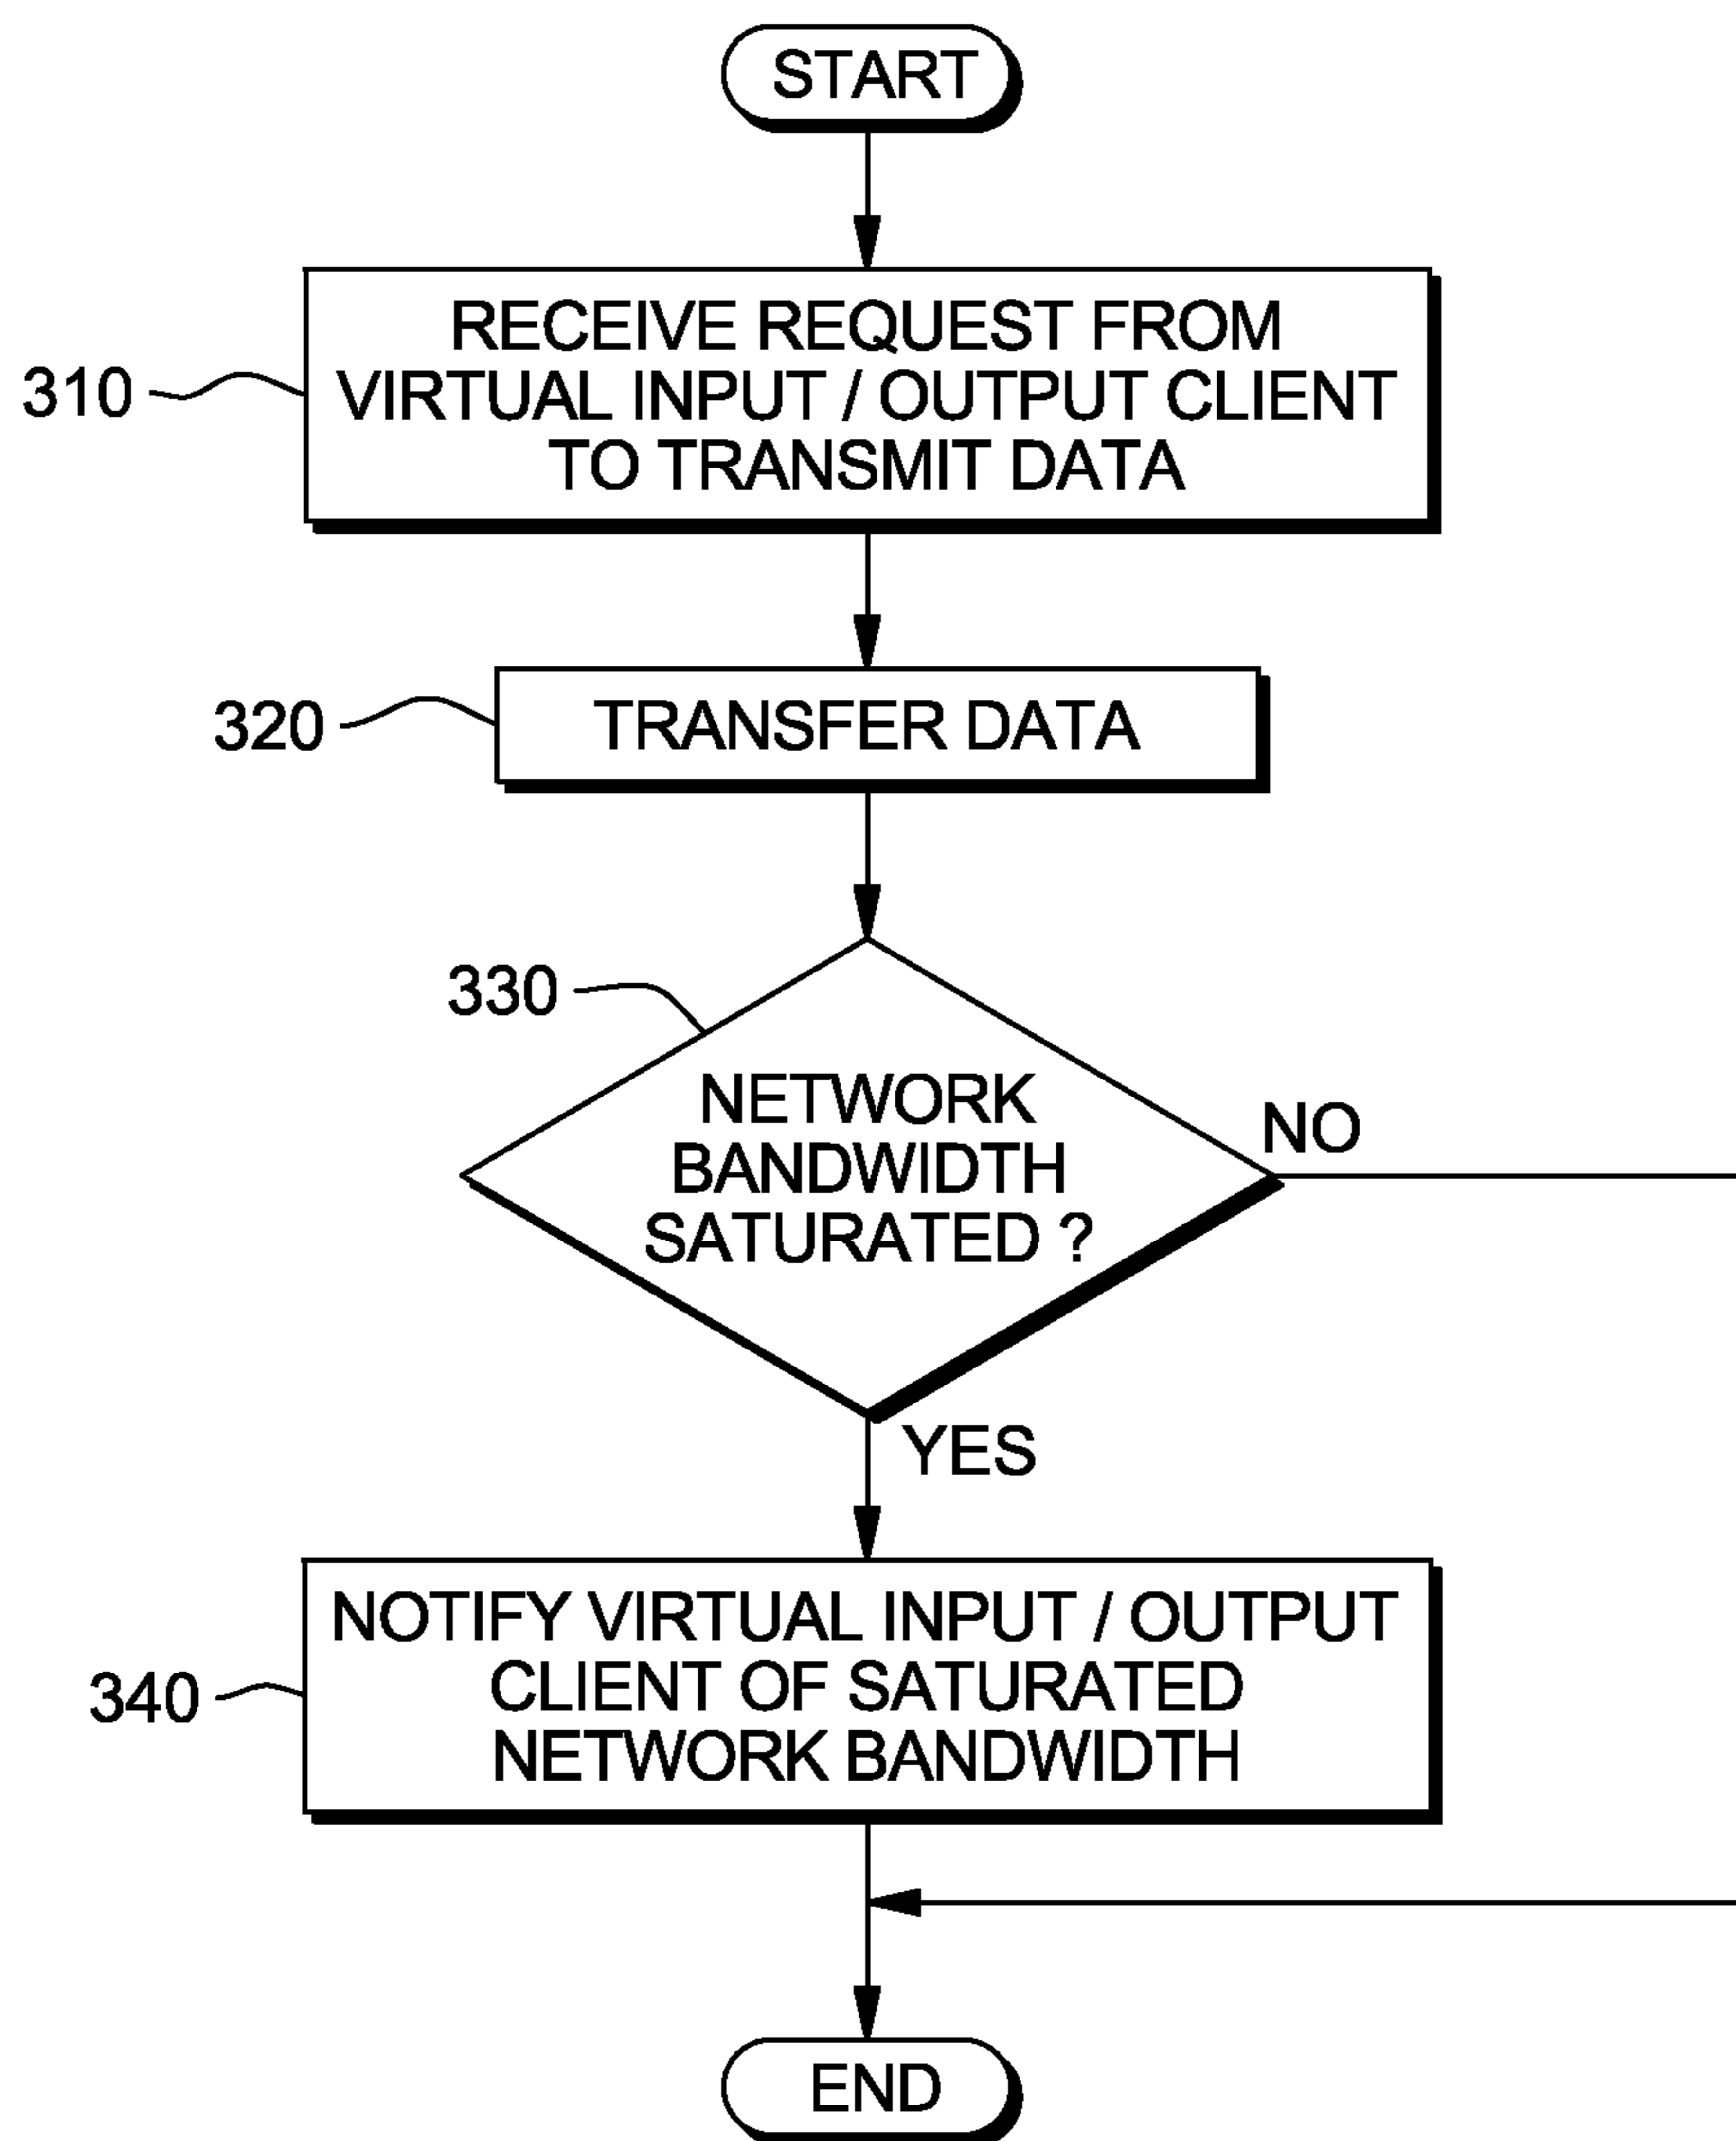 START
RECEIVE REQUEST FROM
VIRTUAL INPUT / OUTPUT CLIENT
TO TRANSMIT DATA
310
TRANSFER DATA
320
330
NETWORK
BANDWIDTH
SATURATED ?
NO
YES
NOTIFY VIRTUAL INPUT / OUTPUT
CLIENT OF SATURATED
NETWORK BANDWIDTH
340
END